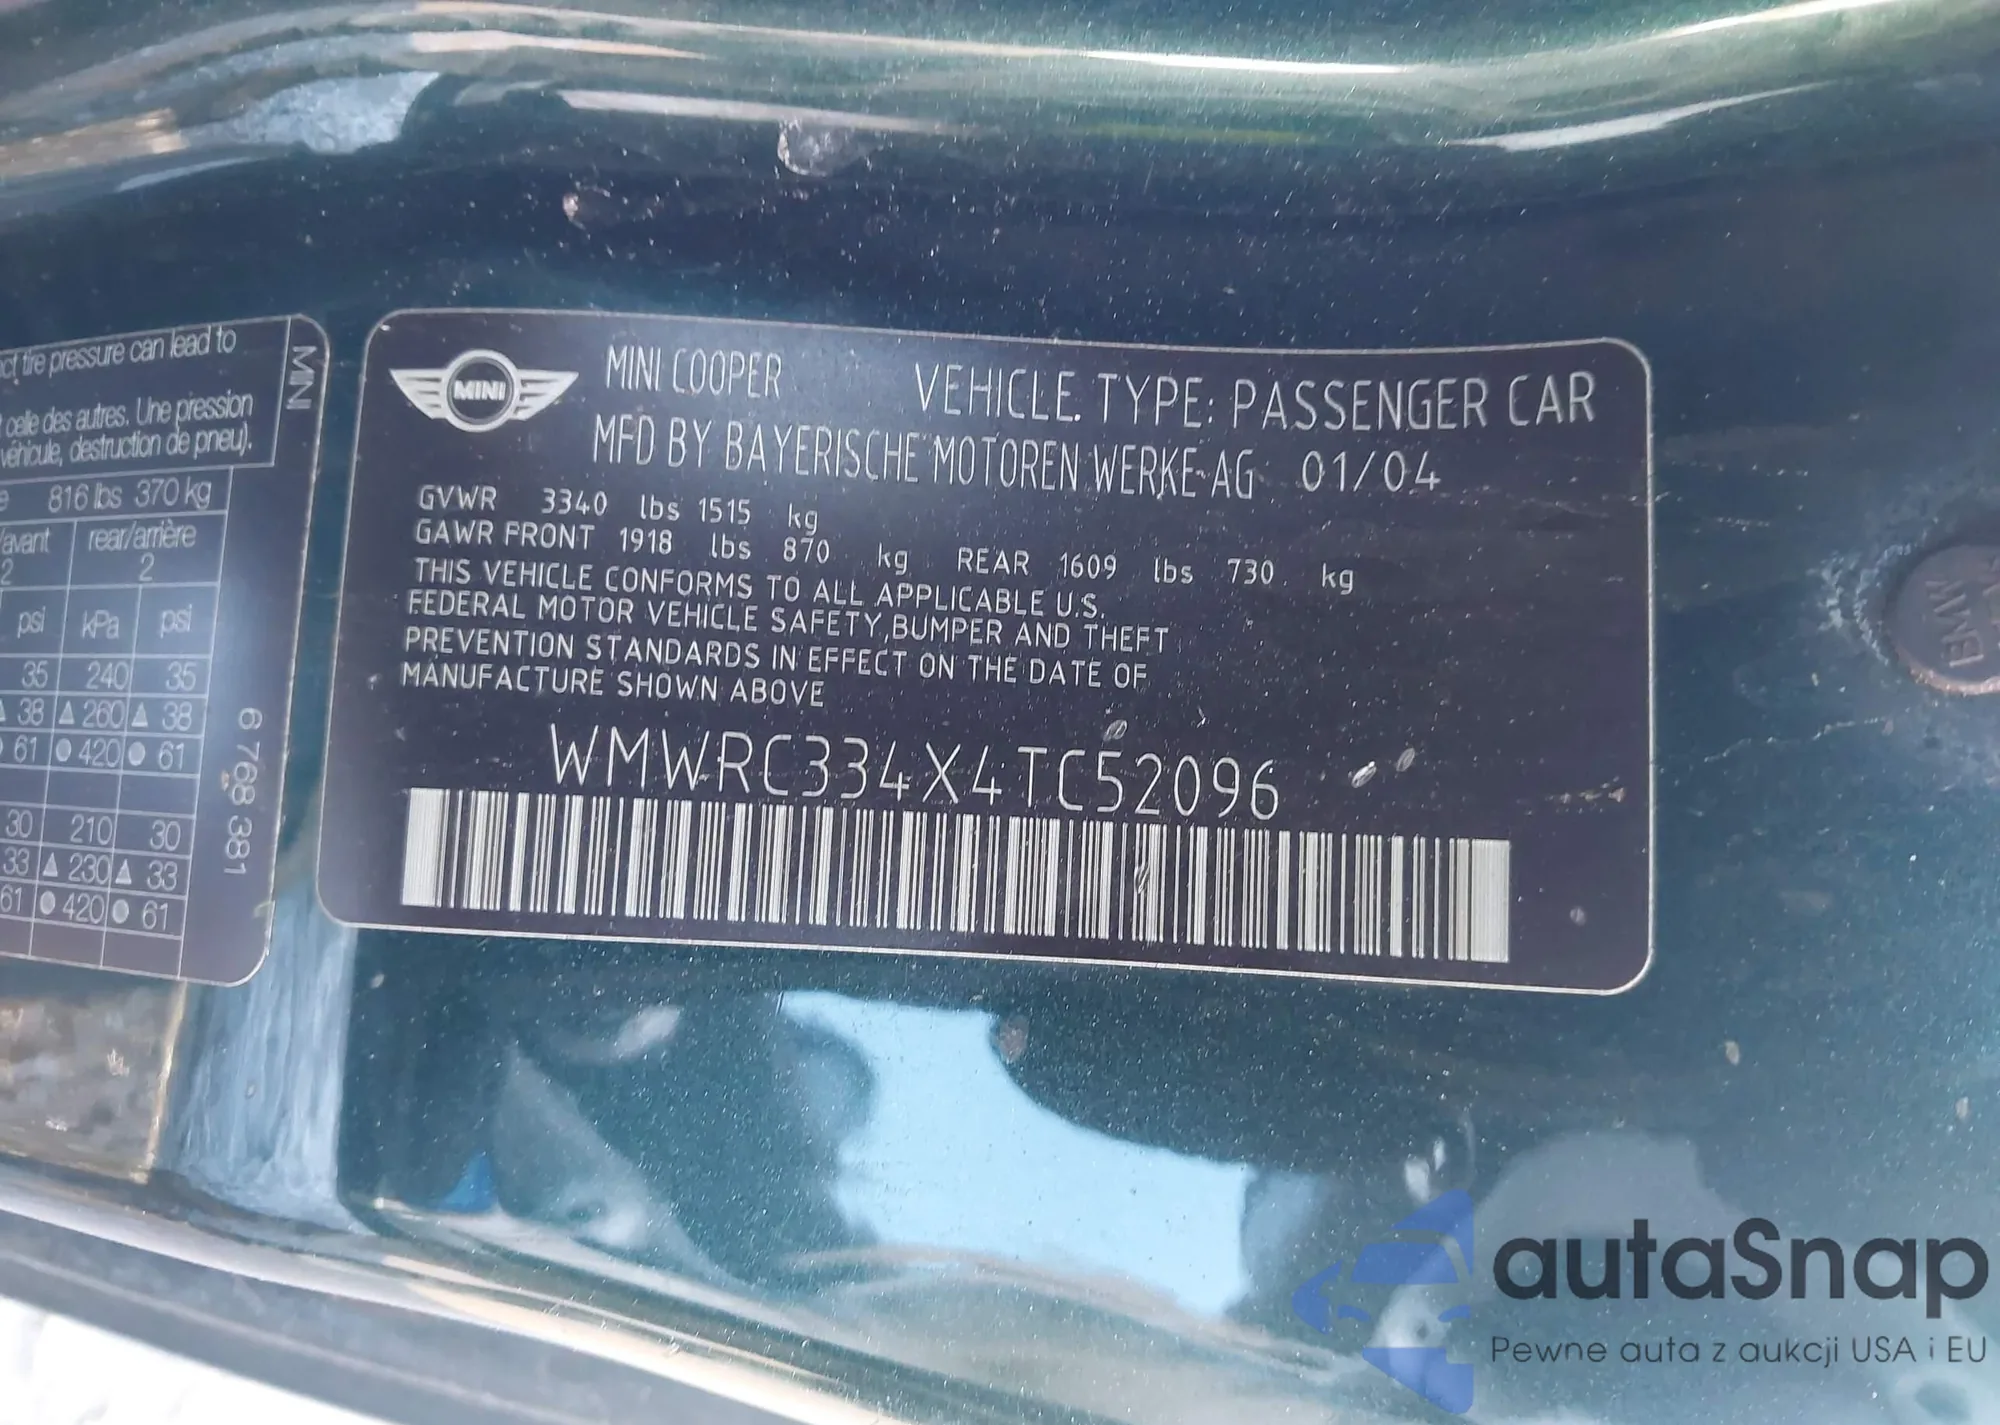 ct tire pressure can lead to
MINI
celle des autres. Une pression
véhicule, destruction de pneu).
816 lbs 370 kg
avant rear/arrière
2 2
psi kPa psi
35 240 35
38 ▲ 260 ▲ 38
61 ● 420 ● 61
30 210 30
33 ▲ 230 ▲ 33
61 ● 420 ● 61
6 768 381
MINI
MINI COOPER VEHICLE TYPE: PASSENGER CAR
MFD BY BAYERISCHE MOTOREN WERKE AG 01/04
GVWR 3340 lbs 1515 kg
GAWR FRONT 1918 lbs 870 kg REAR 1609 lbs 730 kg
THIS VEHICLE CONFORMS TO ALL APPLICABLE U.S.
FEDERAL MOTOR VEHICLE SAFETY, BUMPER AND THEFT
PREVENTION STANDARDS IN EFFECT ON THE DATE OF
MANUFACTURE SHOWN ABOVE
WMWRC334X4TC52096
BMW
autaSnap
Pewne auta z aukcji USA i EU